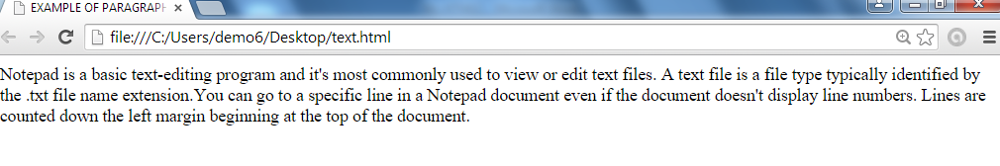 EXAMPLE OF PARAGRAPH
file:///C:/Users/demo6/Desktop/text.html
Notepad is a basic text-editing program and it's most commonly used to view or edit text files. A text file is a file type typically identified by
the .txt file name extension.You can go to a specific line in a Notepad document even if the document doesn't display line numbers. Lines are
counted down the left margin beginning at the top of the document.